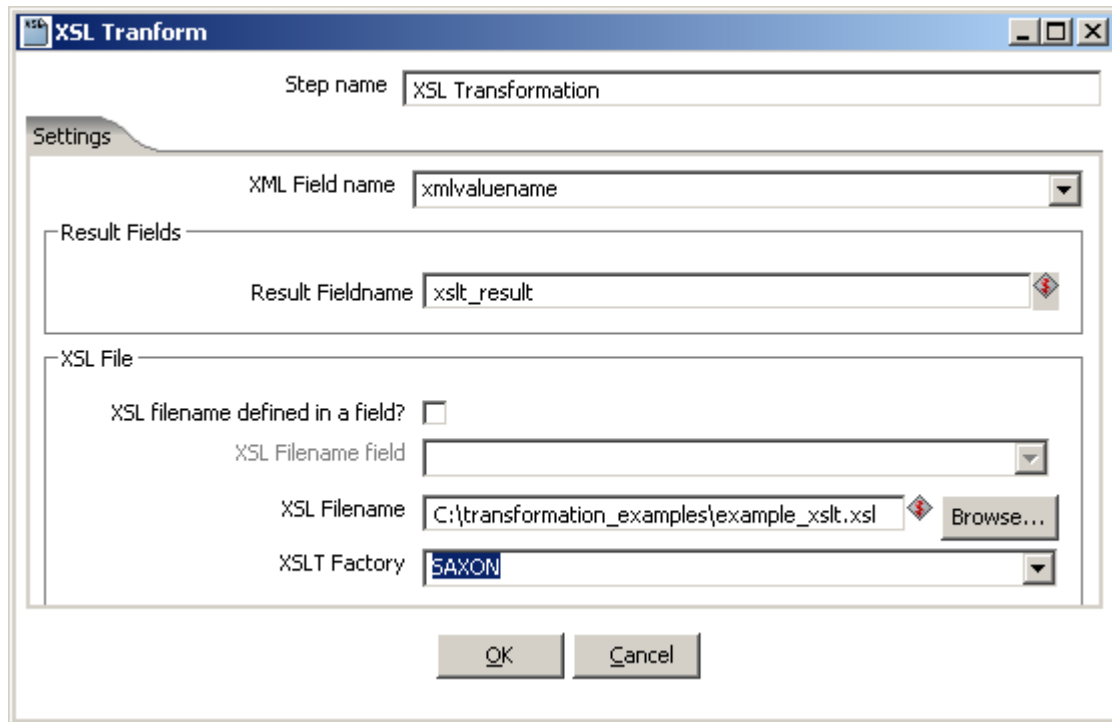 XSL Tranform
Step name XSL Transformation
Settings
XML Field name xmlvaluename
Result Fields
Result Fieldname xslt_result
XSL File
XSL filename defined in a field?
XSL Filename field
XSL Filename C:\transformation_examples\example_xslt.xsl Browse...
XSLT Factory SAXON
OK Cancel